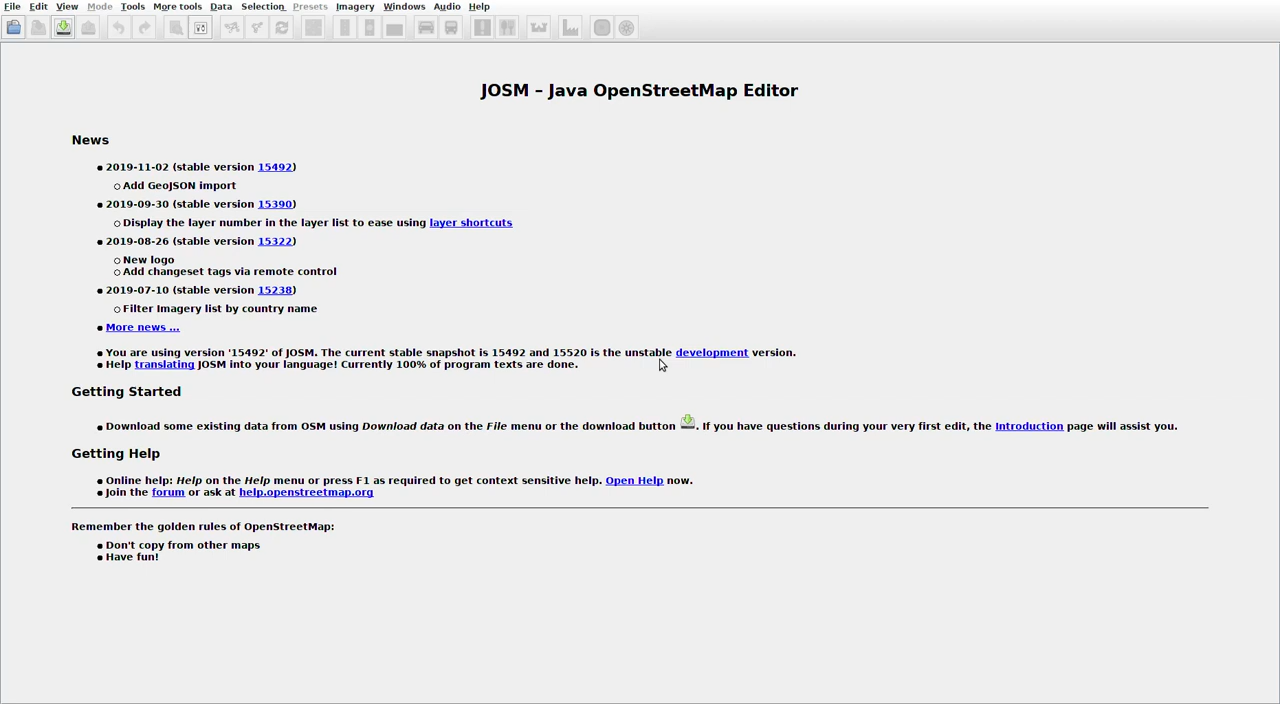 File Edit View Mode Tools More tools Data Selection Presets Imagery Windows Audio Help
JOSM – Java OpenStreetMap Editor
News
2019-11-02 (stable version 15492)
Add GeoJSON import
2019-09-30 (stable version 15390)
Display the layer number in the layer list to ease using layer shortcuts
2019-08-26 (stable version 15322)
New logo
Add changeset tags via remote control
2019-07-10 (stable version 15238)
Filter Imagery list by country name
More news ...
You are using version '15492' of JOSM. The current stable snapshot is 15492 and 15520 is the unstable development version.
Help translating JOSM into your language! Currently 100% of program texts are done.
Getting Started
Download some existing data from OSM using Download data on the File menu or the download button . If you have questions during your very first edit, the Introduction page will assist you.
Getting Help
Online help: Help on the Help menu or press F1 as required to get context sensitive help. Open Help now.
Join the forum or ask at help.openstreetmap.org
Remember the golden rules of OpenStreetMap:
Don't copy from other maps
Have fun!